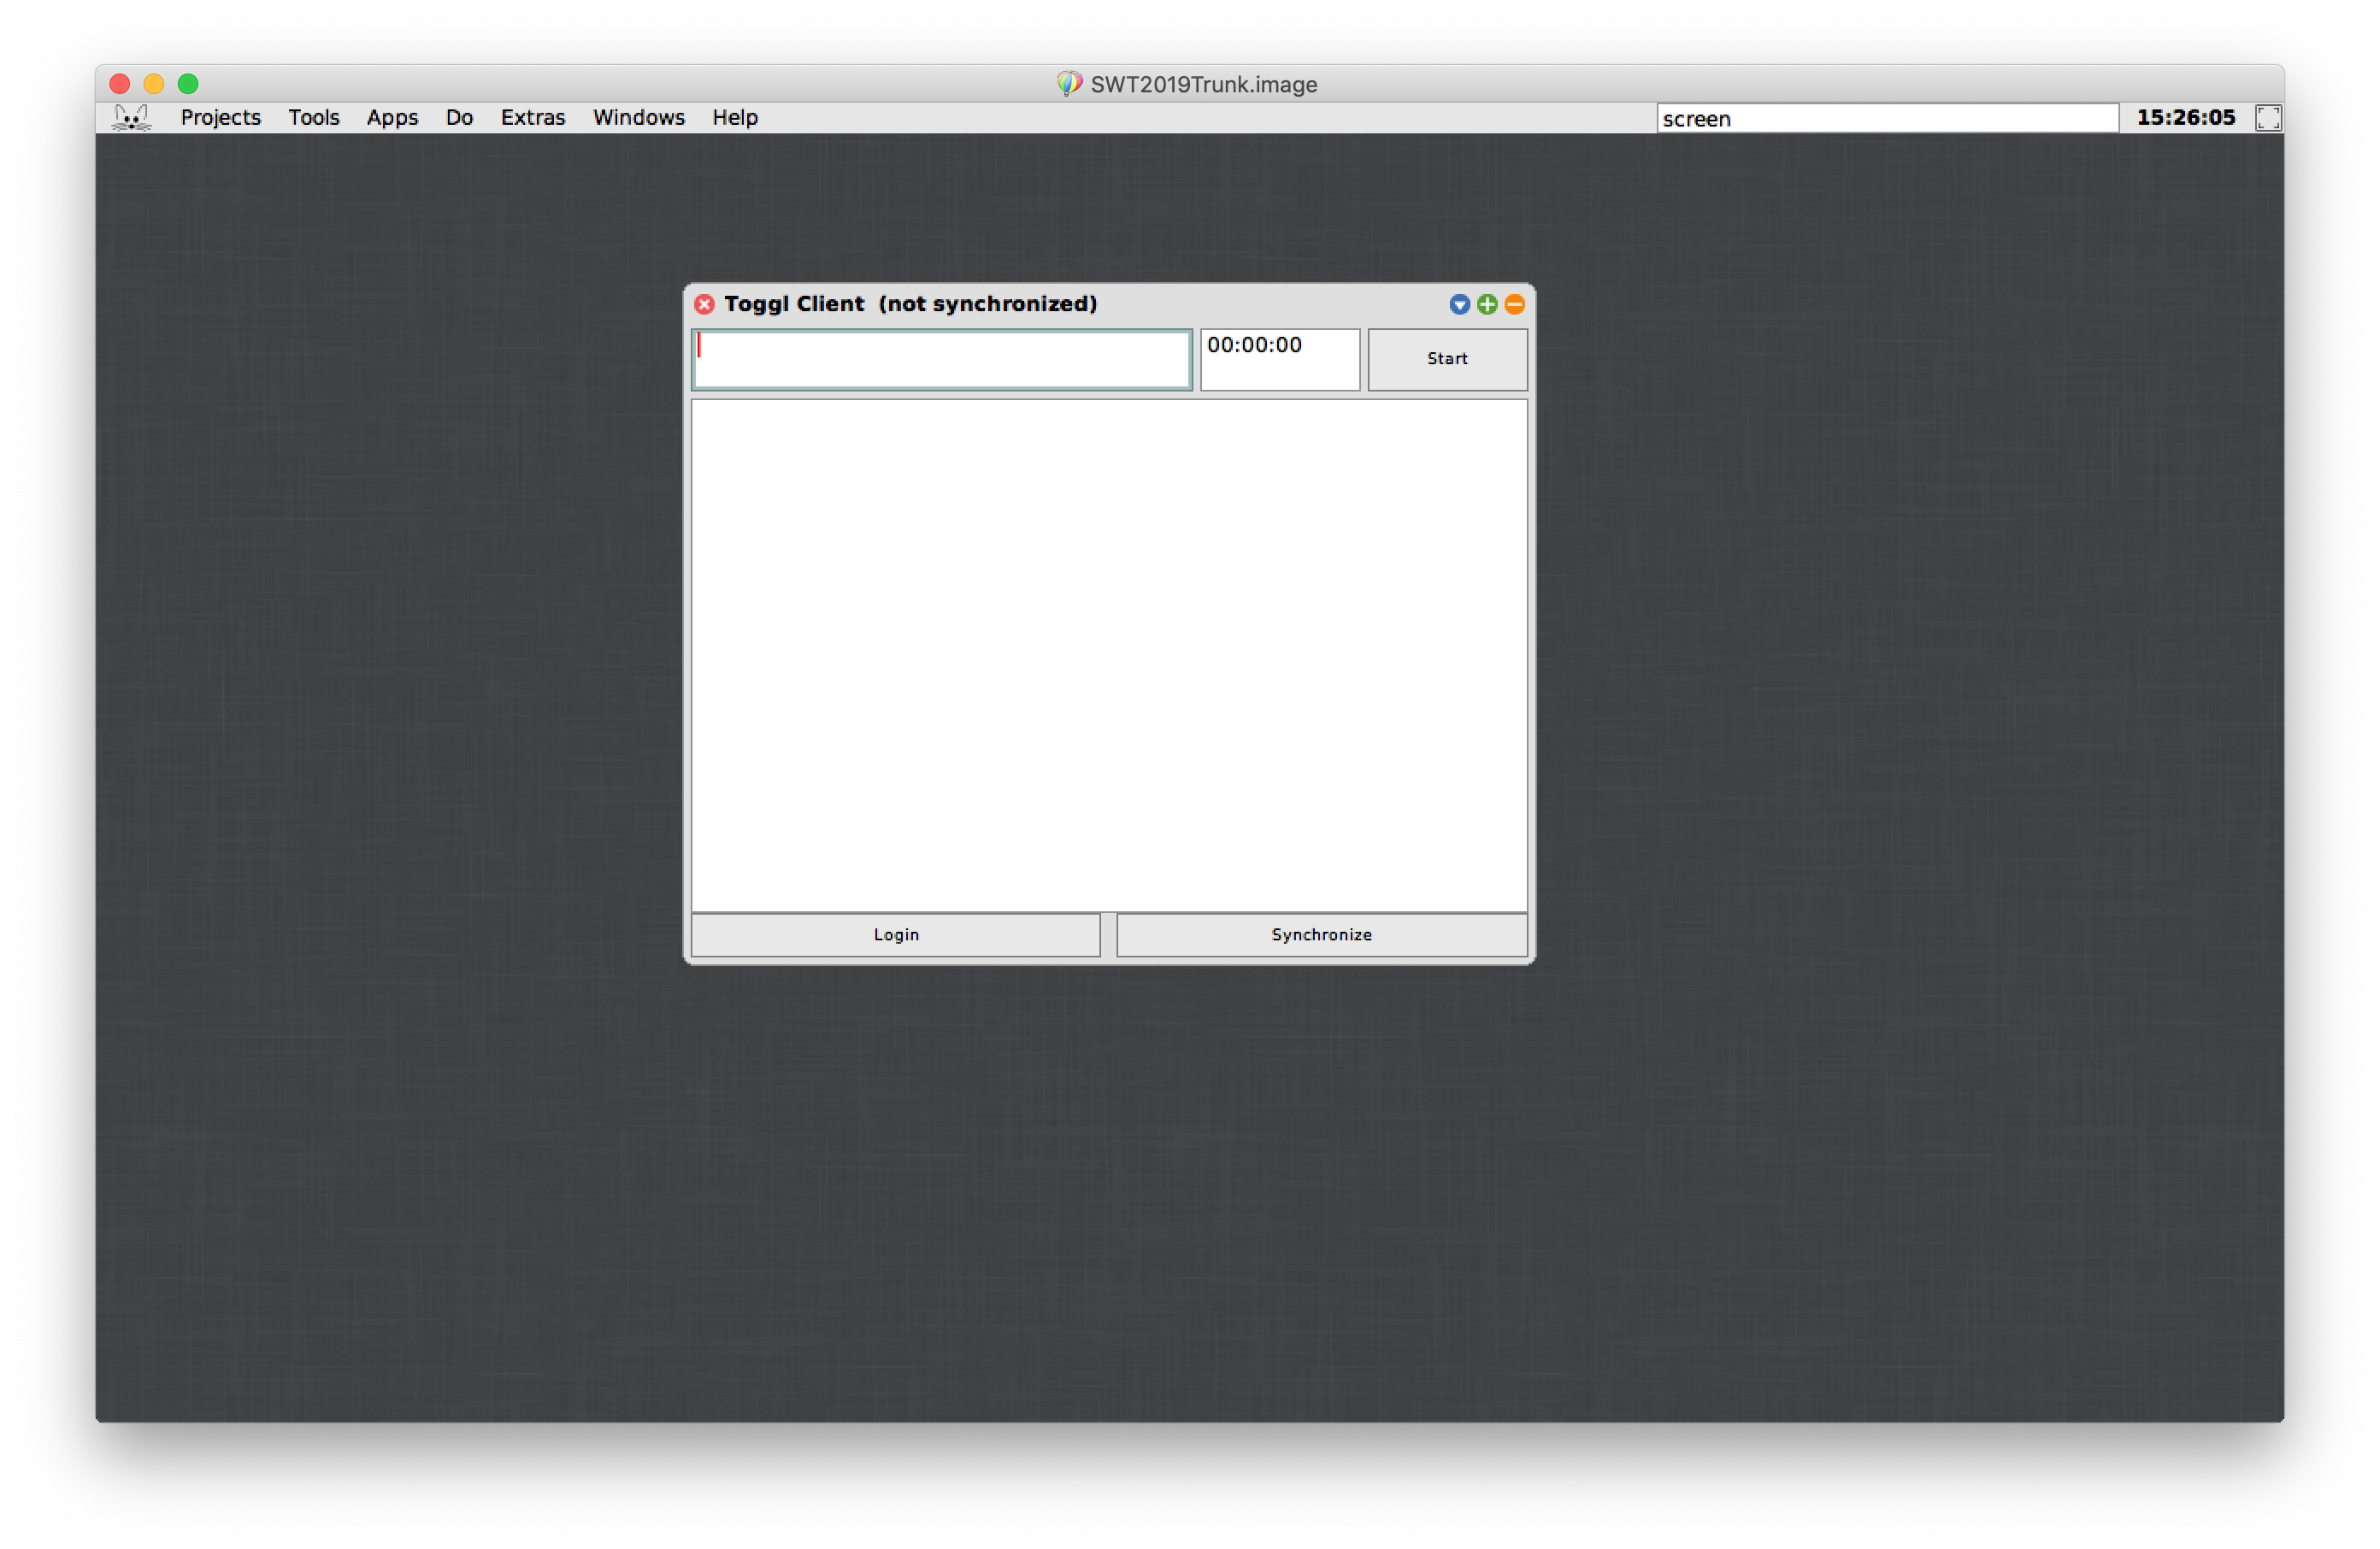 SWT2019Trunk.image
Projects Tools Apps Do Extras Windows Help screen 15:26:05
Toggl Client (not synchronized)
00:00:00 Start
Login Synchronize